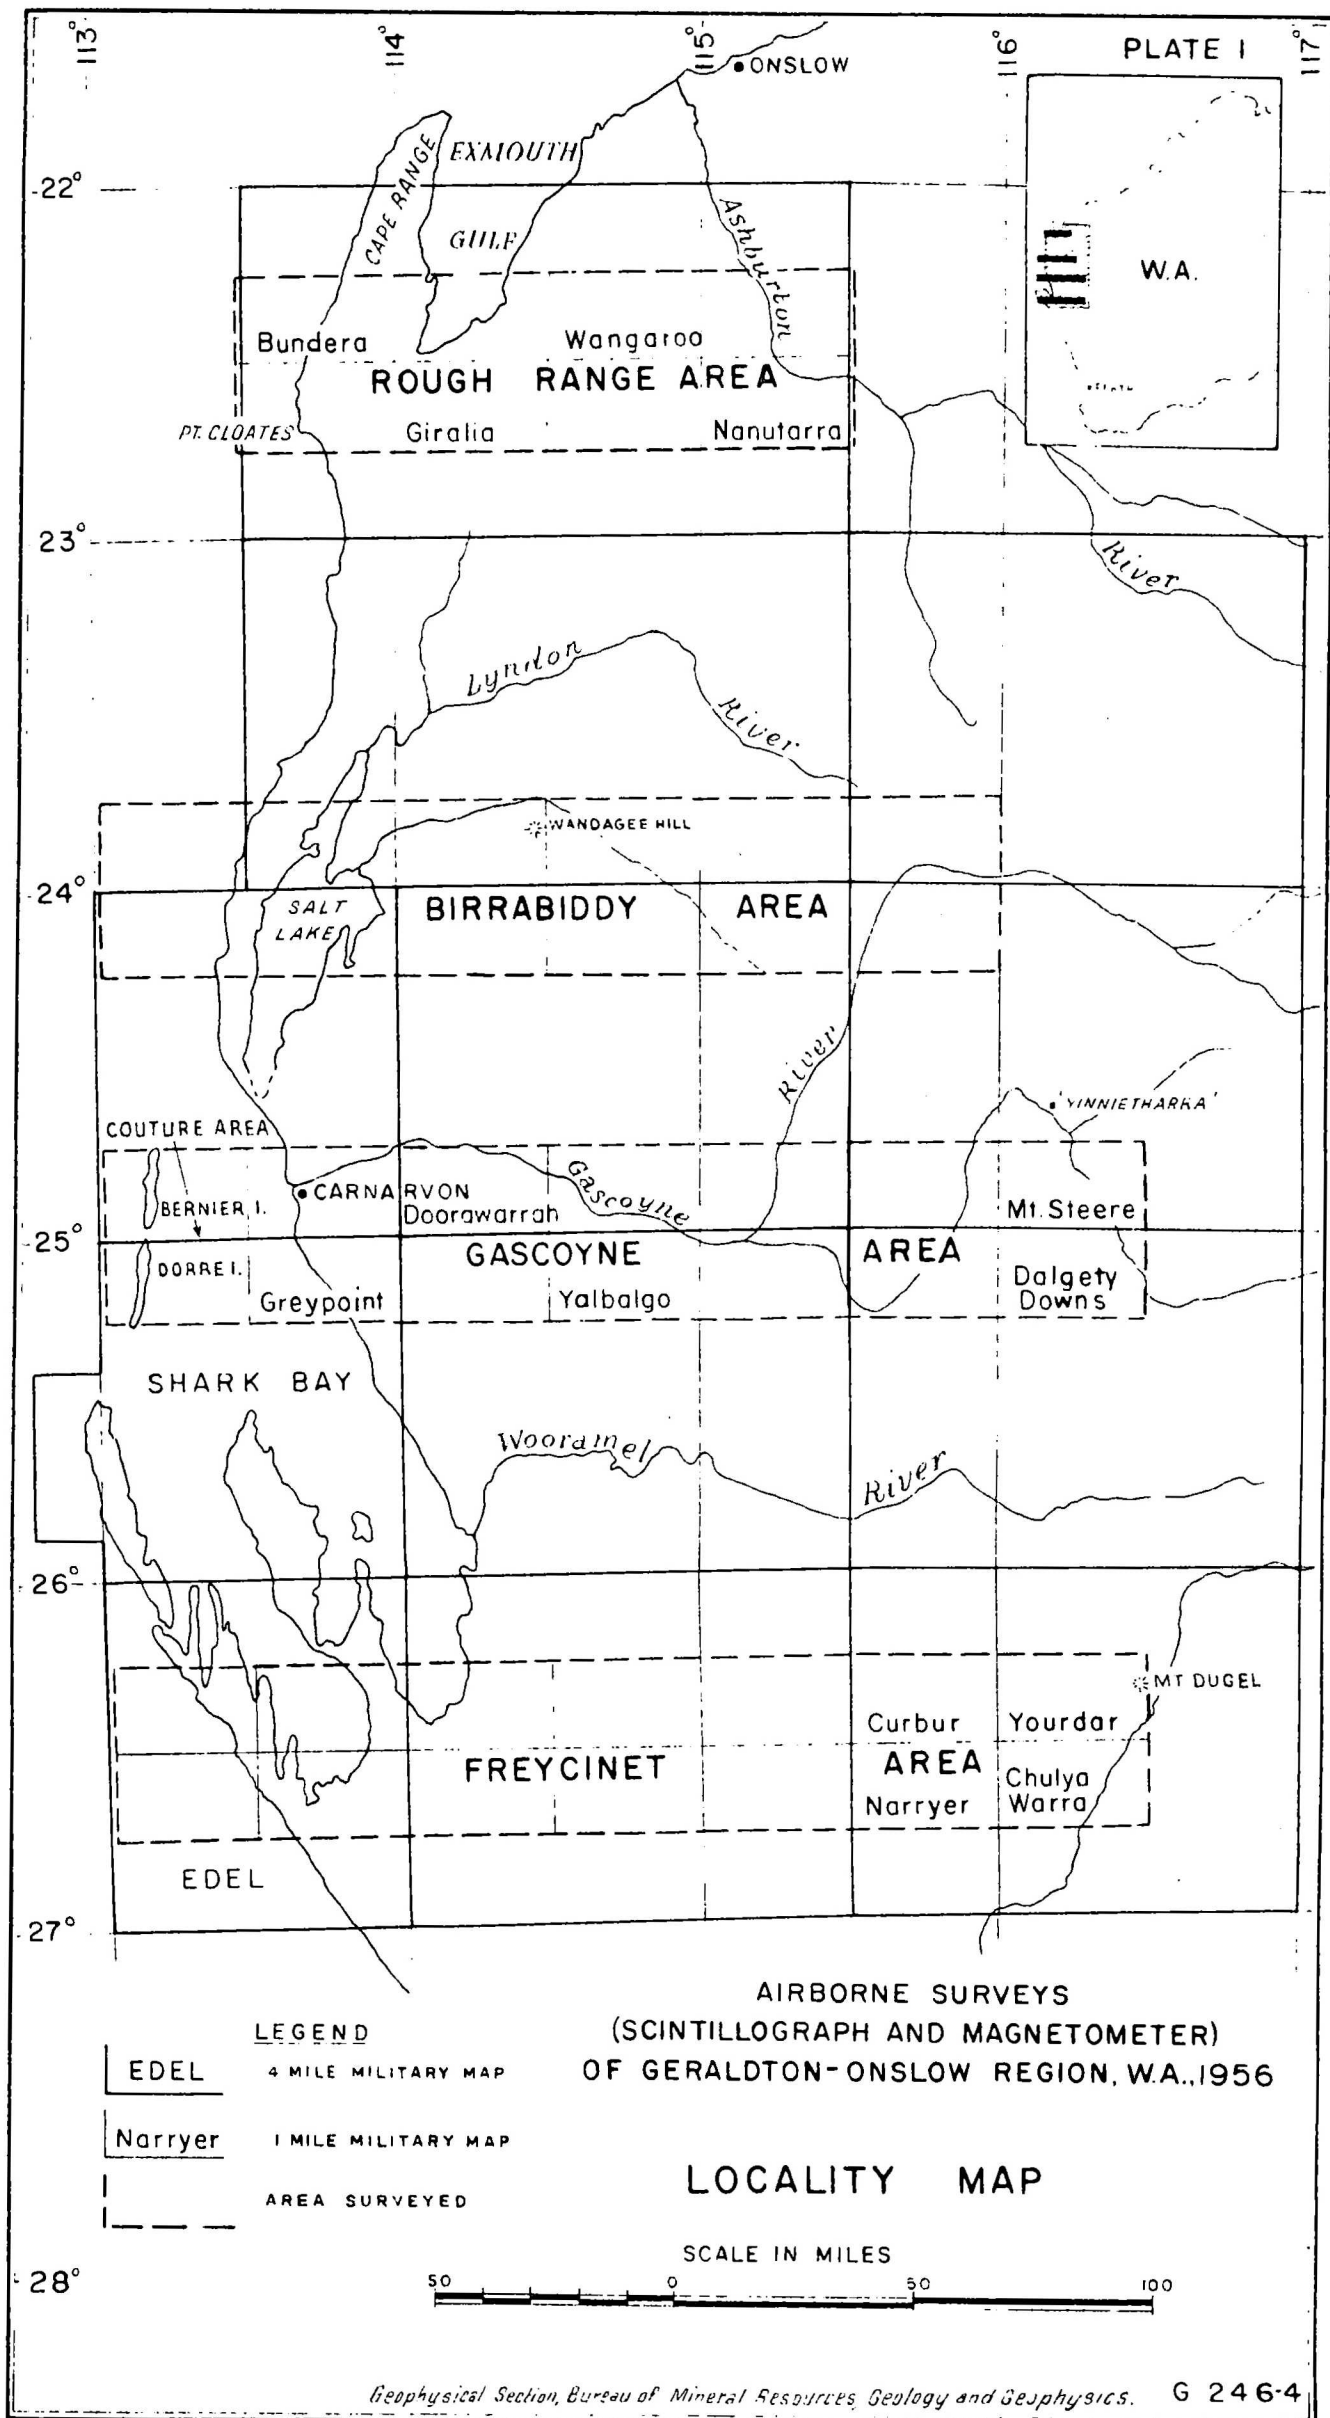 113° 114° 115° 116° 117°
PLATE 1
ONSLOW
EXMOUTH
CAPE RANGE
22°
GULF
Ashburton
W.A.
Bundera
Wangaroo
ROUGH RANGE AREA
PERTH
PT. CLOATES
Giralia
Nanutarra
23°
River
Lyndon
River
WANDAGEE HILL
24°
SALT
LAKE
BIRRABIDDY AREA
River
'YINNIETHARRA'
COUTURE AREA
CARNARVON
Gascoyne
BERNIER I.
Doorawarrah
Mt. Steere
25°
GASCOYNE AREA
DORRE I.
Dalgety
Downs
Greypoint
Yalbalgo
SHARK BAY
Wooramel
River
26°
MT DUGEL
Curbur
Yourdar
FREYCINET AREA
Chulya
Warra
Narryer
EDEL
27°
AIRBORNE SURVEYS
(SCINTILLOGRAPH AND MAGNETOMETER)
OF GERALDTON-ONSLOW REGION, W.A., 1956
LEGEND
EDEL 4 MILE MILITARY MAP
Narryer 1 MILE MILITARY MAP
AREA SURVEYED
LOCALITY MAP
SCALE IN MILES
28°
50 0 50 100
Geophysical Section, Bureau of Mineral Resources Geology and Geophysics. G 246-4